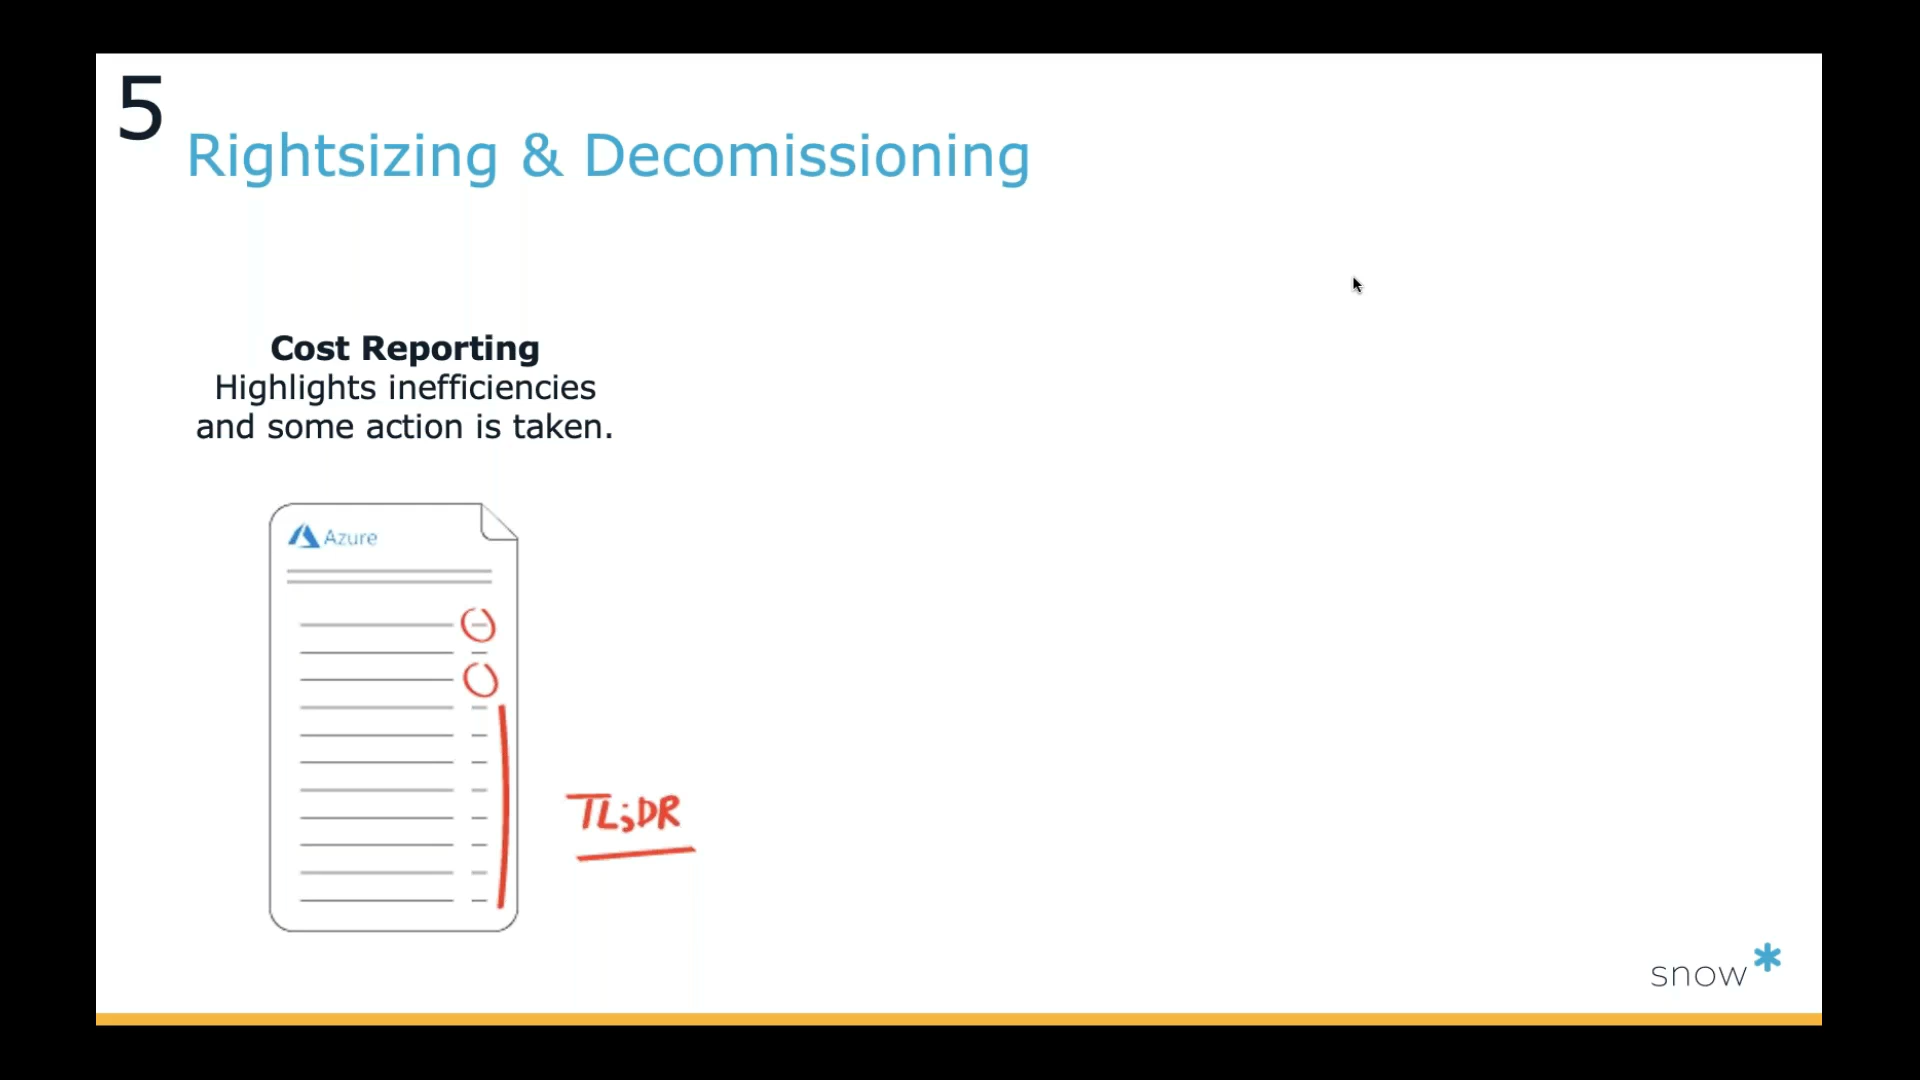 5
Rightsizing & Decomissioning
Cost Reporting
Highlights inefficiencies
and some action is taken.
Azure
TL;DR
snow